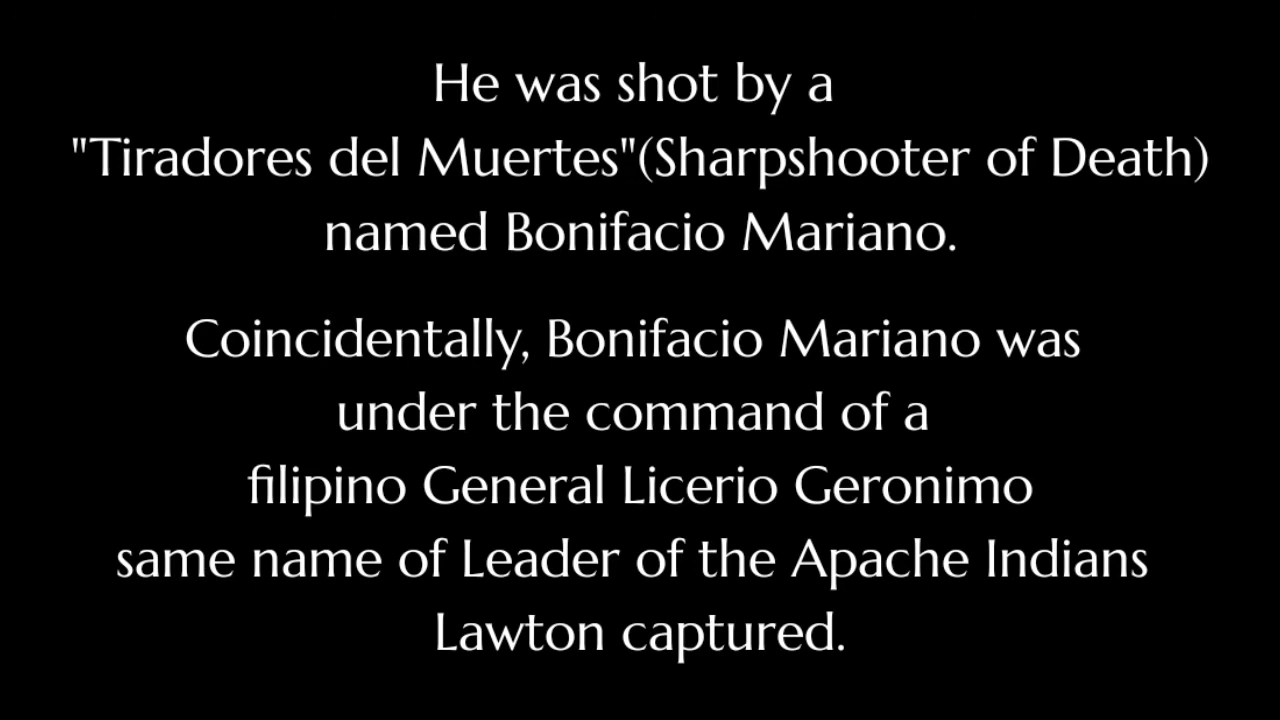 He was shot by a
"Tiradores del Muertes"(Sharpshooter of Death)
named Bonifacio Mariano.
Coincidentally, Bonifacio Mariano was
under the command of a
filipino General Licerio Geronimo
same name of Leader of the Apache Indians
Lawton captured.